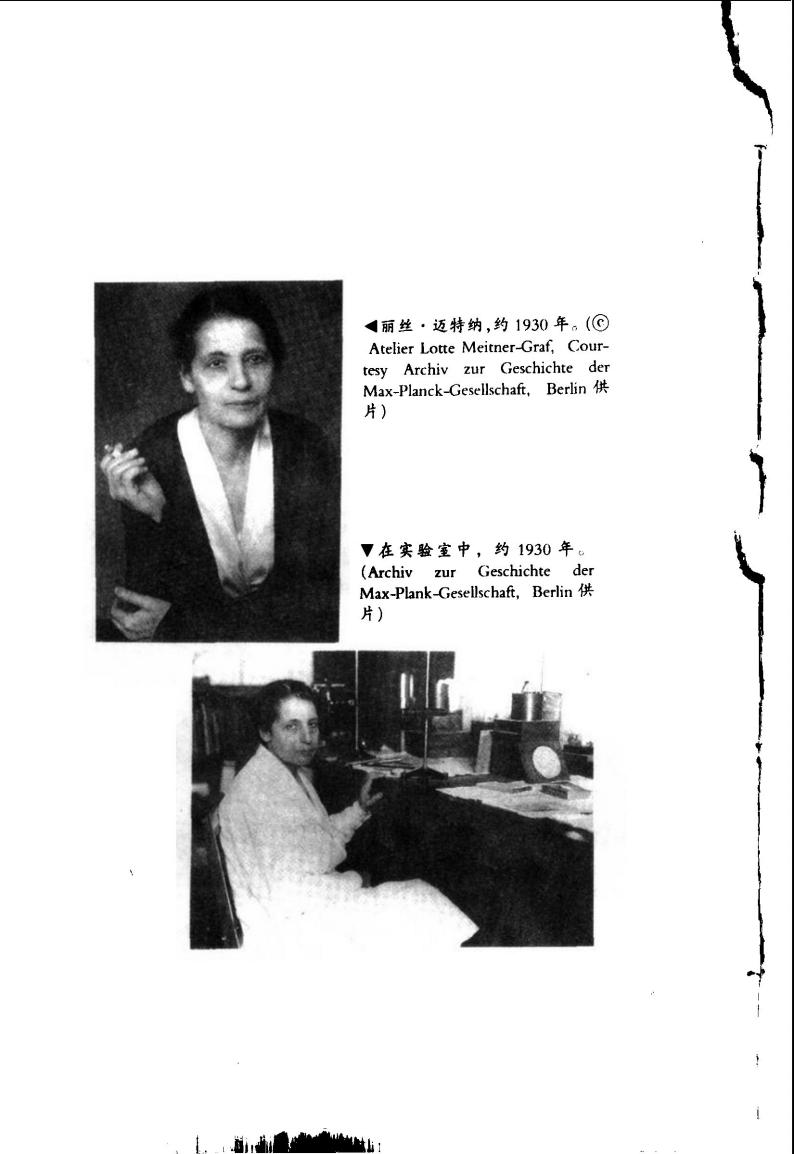 ◀丽丝·迈特纳,约 1930 年。(©
Atelier Lotte Meitner-Graf, Cour-
tesy Archiv zur Geschichte der
Max-Planck-Gesellschaft, Berlin 供
片)
▼在实验室中，约 1930 年。
(Archiv zur Geschichte der
Max-Plank-Gesellschaft, Berlin 供
片)